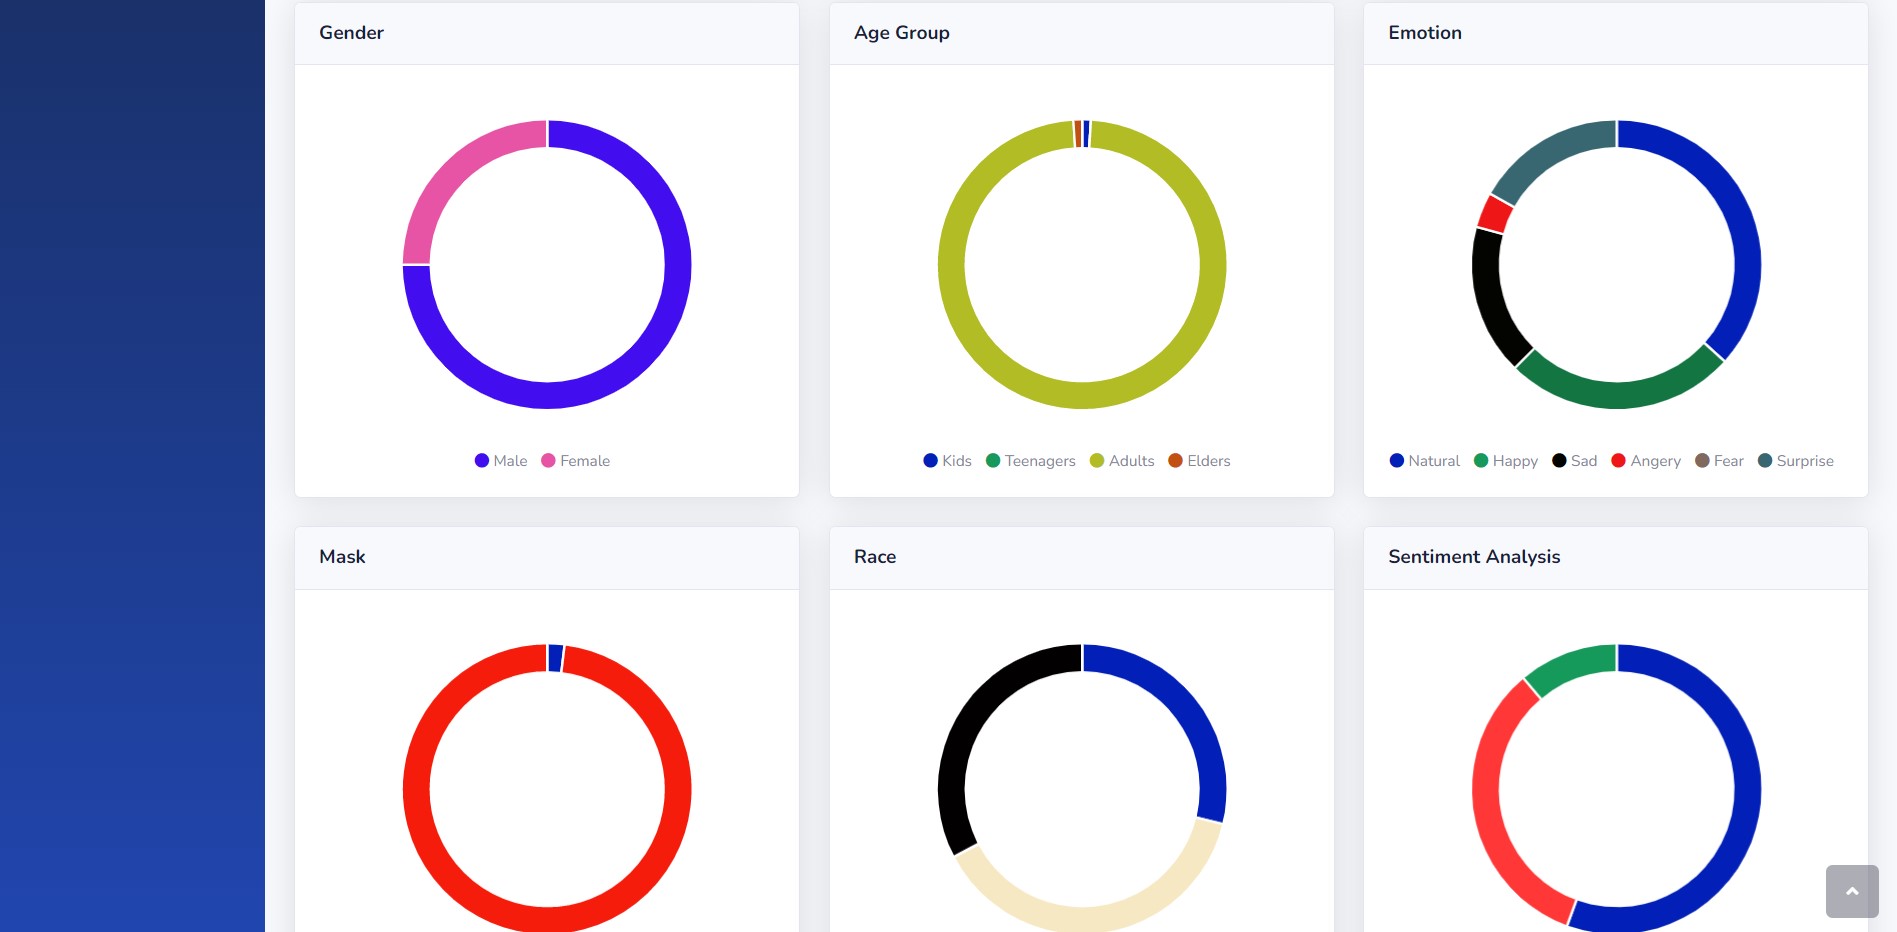 Gender
Age Group
Emotion
Male Female
Kids Teenagers Adults Elders
Natural Happy Sad Angery Fear Surprise
Mask
Race
Sentiment Analysis